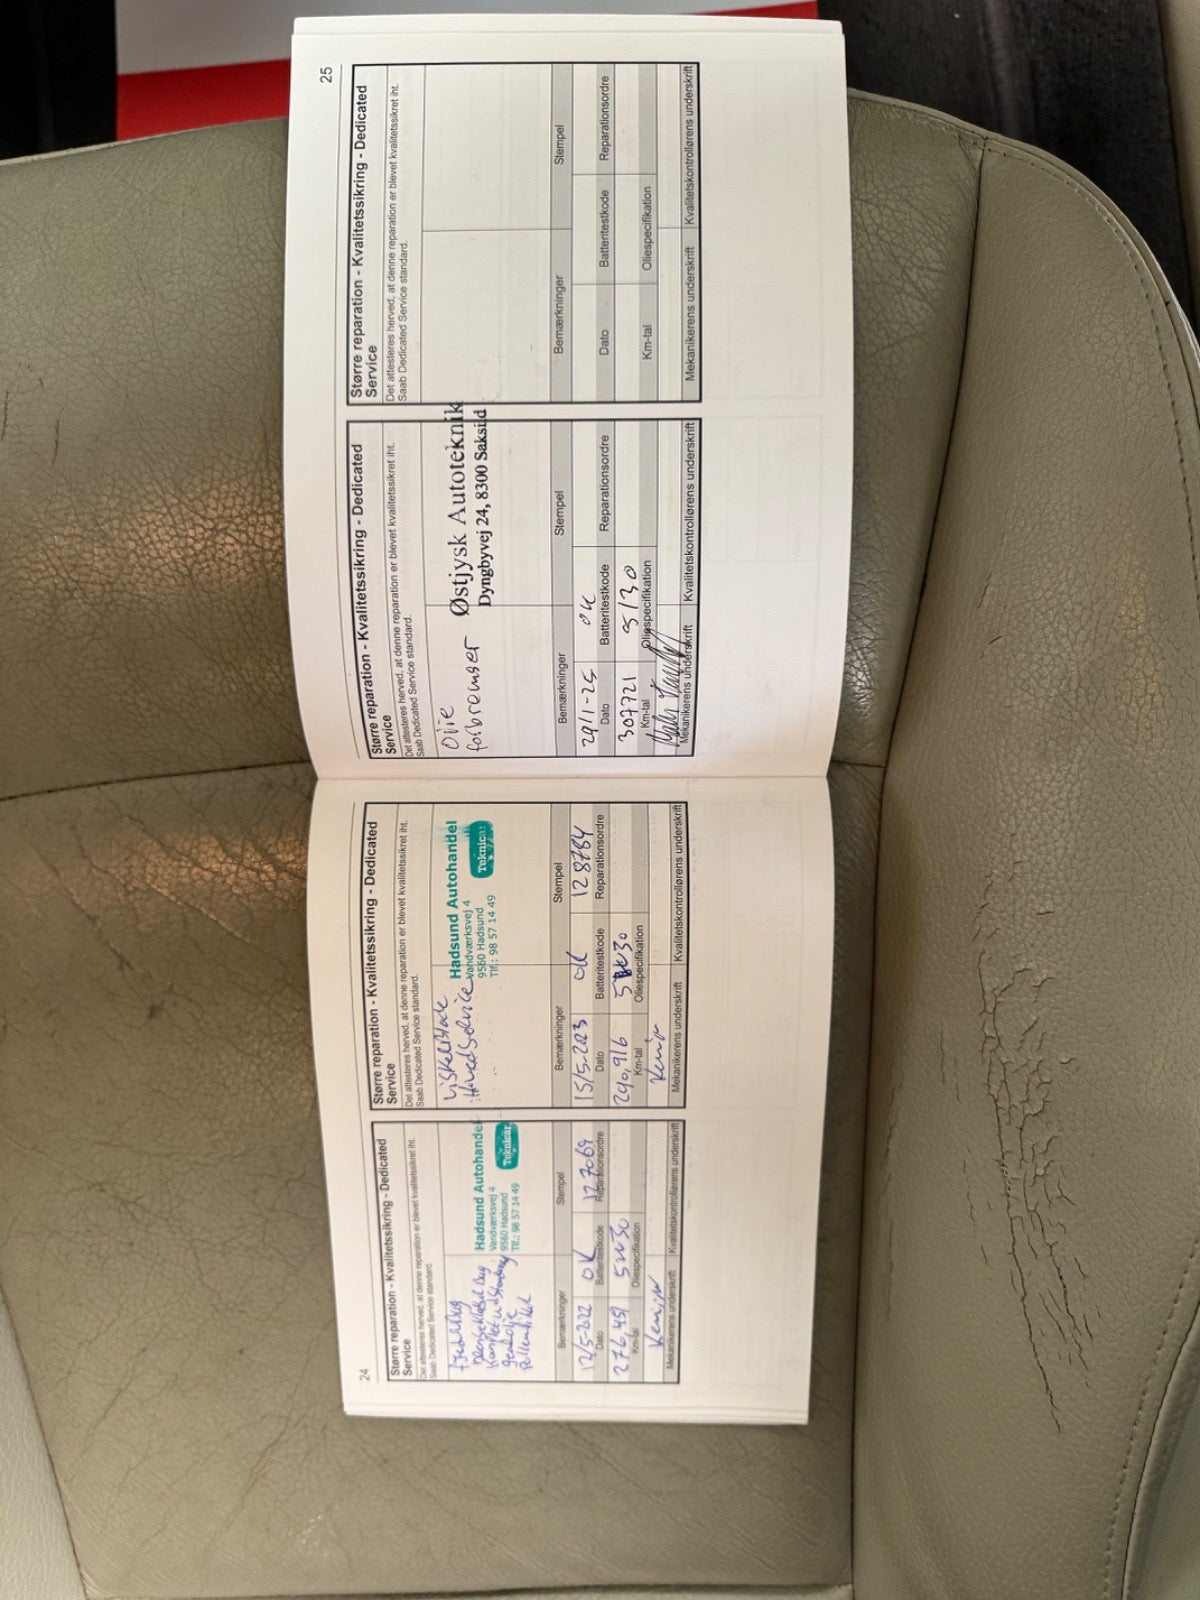 24
Større reparation - Kvalitetssikring - Dedicated
Service
Det attesteres herved, at denne reparation er blevet kvalitetssikret iht.
Saab Dedicated Service standard.
Hadsund Autohandel
Vandværksvej 4
9560 Hadsund
Tlf.: 98 57 14 49
Teknicar
gearolie
Pollenfilter
Bemærkninger
Stempel
12/5-2022
OK
127069
Dato
Batteritestkode
Reparationsordre
276,451
5W30
Km-tal
Oliespecifikation
Mekanikerens underskrift
Kvalitetskontrollørens underskrift
Større reparation - Kvalitetssikring - Dedicated
Service
Det attesteres herved, at denne reparation er blevet kvalitetssikret iht.
Saab Dedicated Service standard.
Hadsund Autohandel
Vandværksvej 4
9560 Hadsund
Tlf.: 98 57 14 49
Teknicar
Bemærkninger
Stempel
15/5-2023
ok
128784
Dato
Batteritestkode
Reparationsordre
290,916
30
Km-tal
Oliespecifikation
Mekanikerens underskrift
Kvalitetskontrollørens underskrift
25
Større reparation - Kvalitetssikring - Dedicated
Service
Det attesteres herved, at denne reparation er blevet kvalitetssikret iht.
Saab Dedicated Service standard.
Olie
forbremser
Østjysk Autoteknik
Dyngbyvej 24, 8300 Saksild
Bemærkninger
Stempel
29/1-25
OK
Dato
Batteritestkode
Reparationsordre
307721
5/30
Km-tal
Oliespecifikation
Mekanikerens underskrift
Kvalitetskontrollørens underskrift
Større reparation - Kvalitetssikring - Dedicated
Service
Det attesteres herved, at denne reparation er blevet kvalitetssikret iht.
Saab Dedicated Service standard.
Bemærkninger
Stempel
Dato
Batteritestkode
Reparationsordre
Km-tal
Oliespecifikation
Mekanikerens underskrift
Kvalitetskontrollørens underskrift